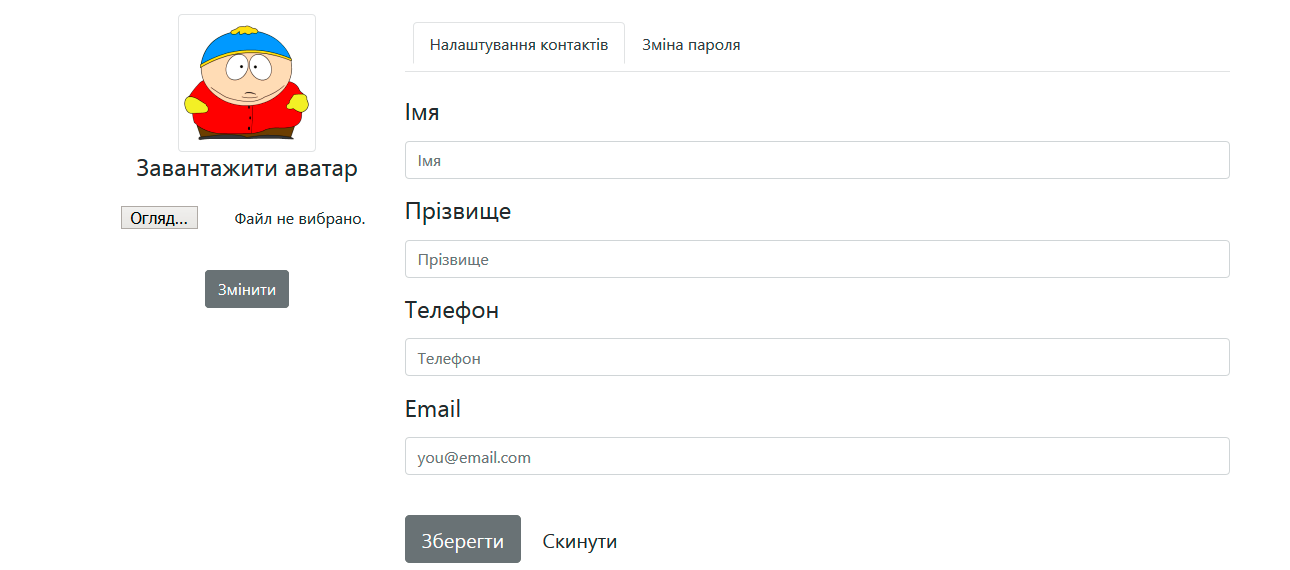 Завантажити аватар
Огляд...
Файл не вибрано.
Змінити
Налаштування контактів
Зміна пароля
Імя
Імя
Прізвище
Прізвище
Телефон
Телефон
Email
you@email.com
Зберегти
Скинути